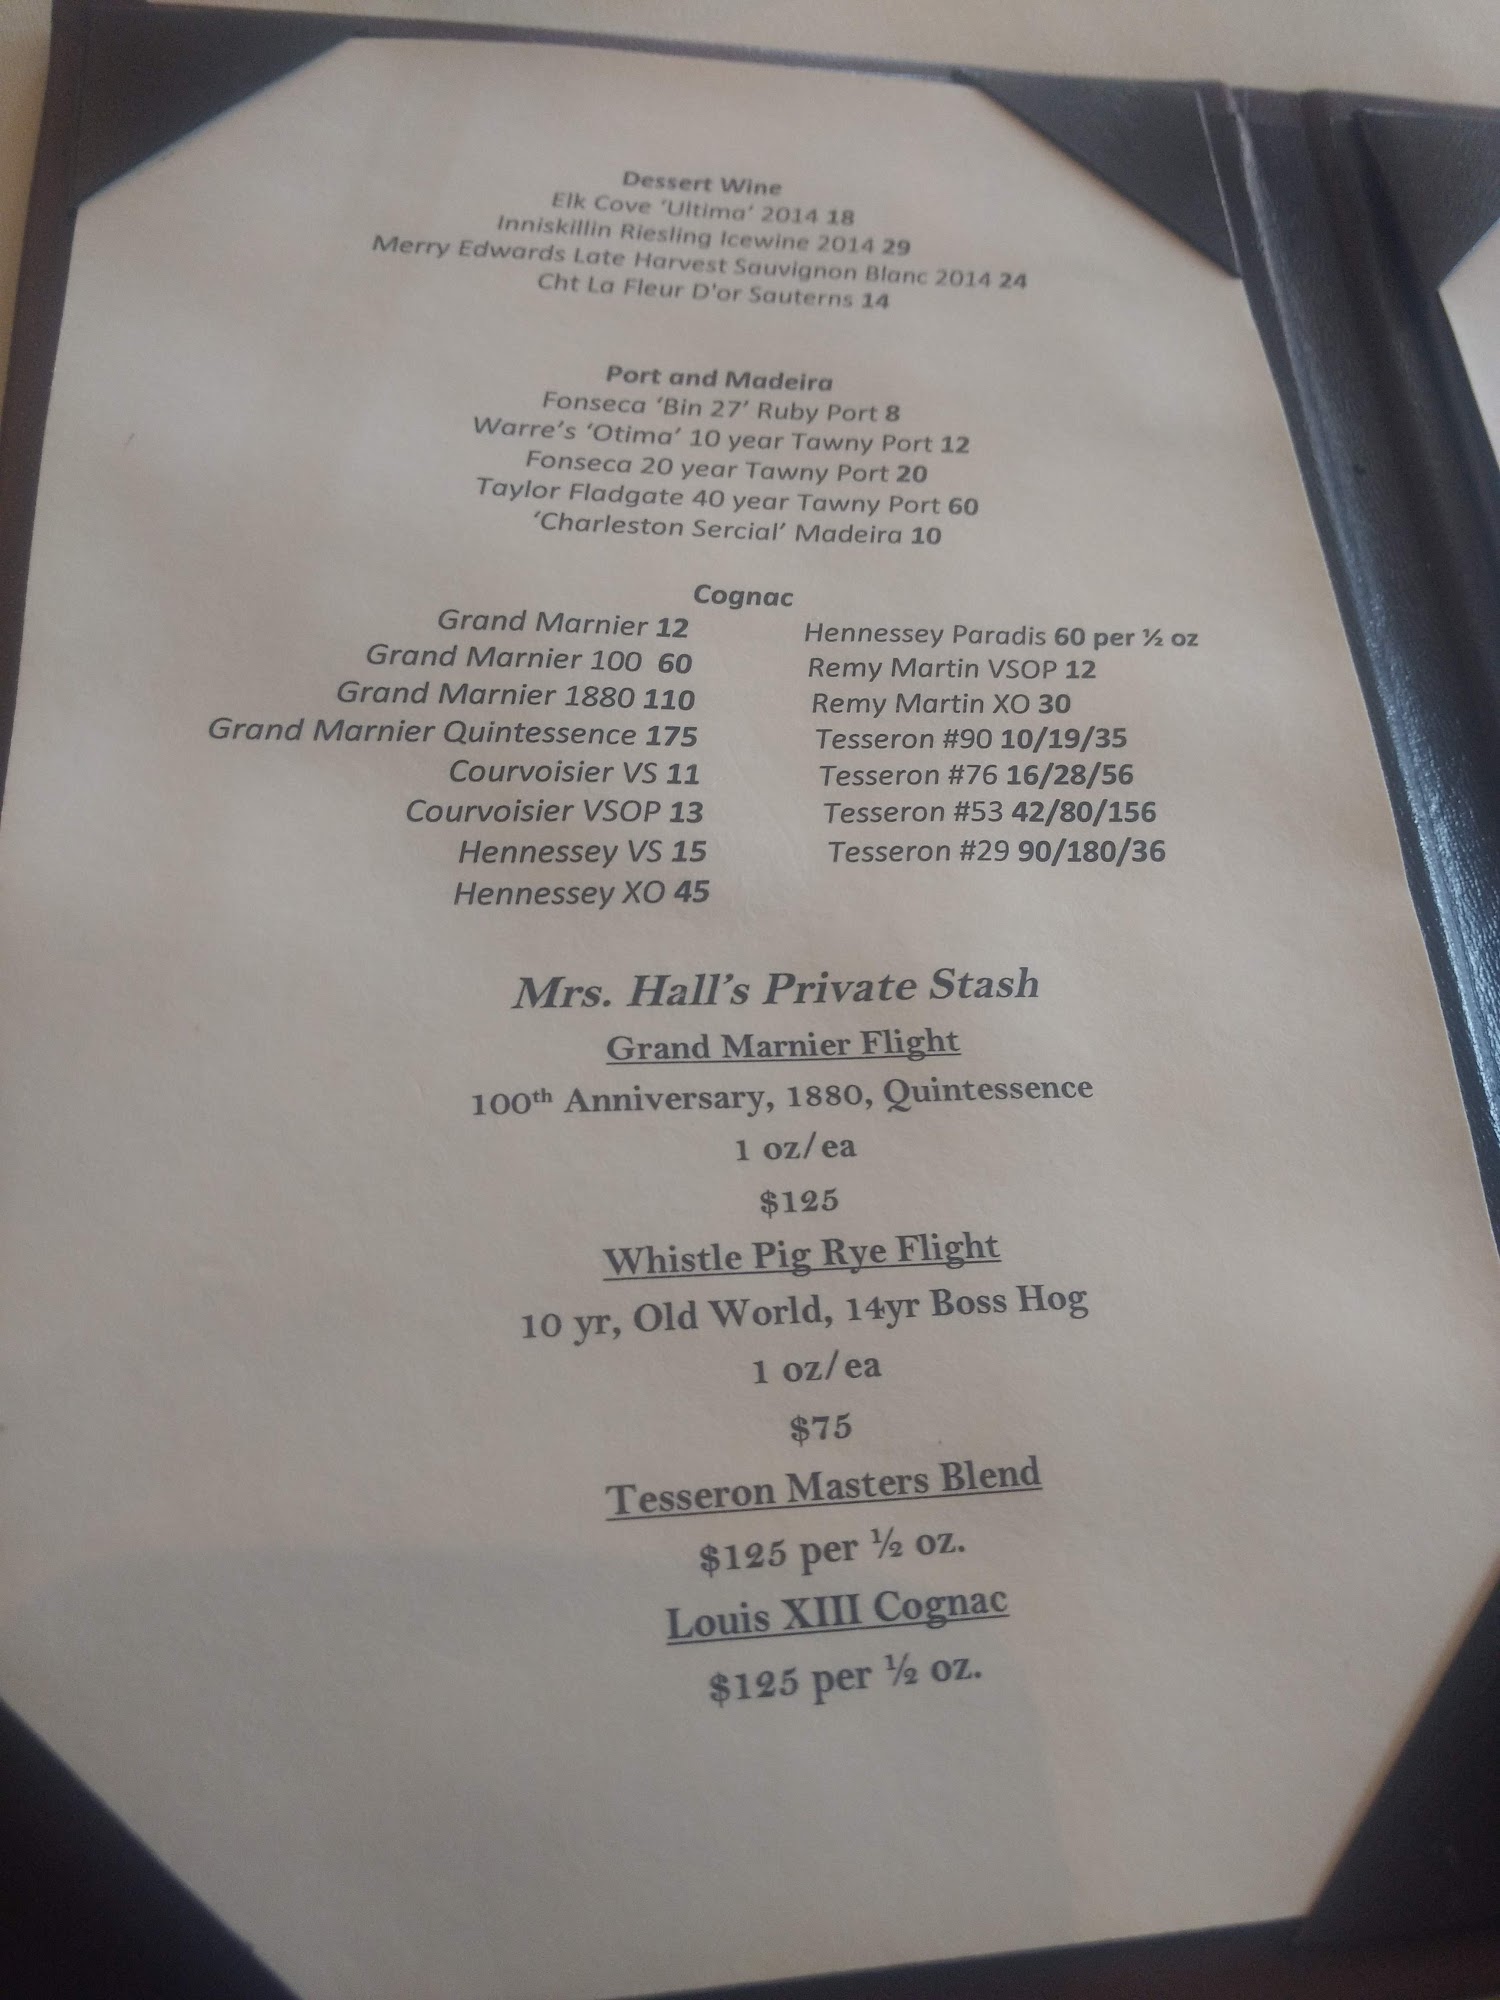 Dessert Wine
Elk Cove ‘Ultima’ 2014 18
Inniskillin Riesling Icewine 2014 29
Merry Edwards Late Harvest Sauvignon Blanc 2014 24
Cht La Fleur D'or Sauterns 14
Port and Madeira
Fonseca ‘Bin 27’ Ruby Port 8
Warre’s ‘Otima’ 10 year Tawny Port 12
Fonseca 20 year Tawny Port 20
Taylor Fladgate 40 year Tawny Port 60
‘Charleston Sercial’ Madeira 10
Cognac
Grand Marnier 12
Grand Marnier 100 60
Grand Marnier 1880 110
Grand Marnier Quintessence 175
Courvoisier VS 11
Courvoisier VSOP 13
Hennessey VS 15
Hennessey XO 45
Hennessey Paradis 60 per ½ oz
Remy Martin VSOP 12
Remy Martin XO 30
Tesseron #90 10/19/35
Tesseron #76 16/28/56
Tesseron #53 42/80/156
Tesseron #29 90/180/36
Mrs. Hall’s Private Stash
Grand Marnier Flight
100th Anniversary, 1880, Quintessence
1 oz/ea
$125
Whistle Pig Rye Flight
10 yr, Old World, 14yr Boss Hog
1 oz/ea
$75
Tesseron Masters Blend
$125 per ½ oz.
Louis XIII Cognac
$125 per ½ oz.